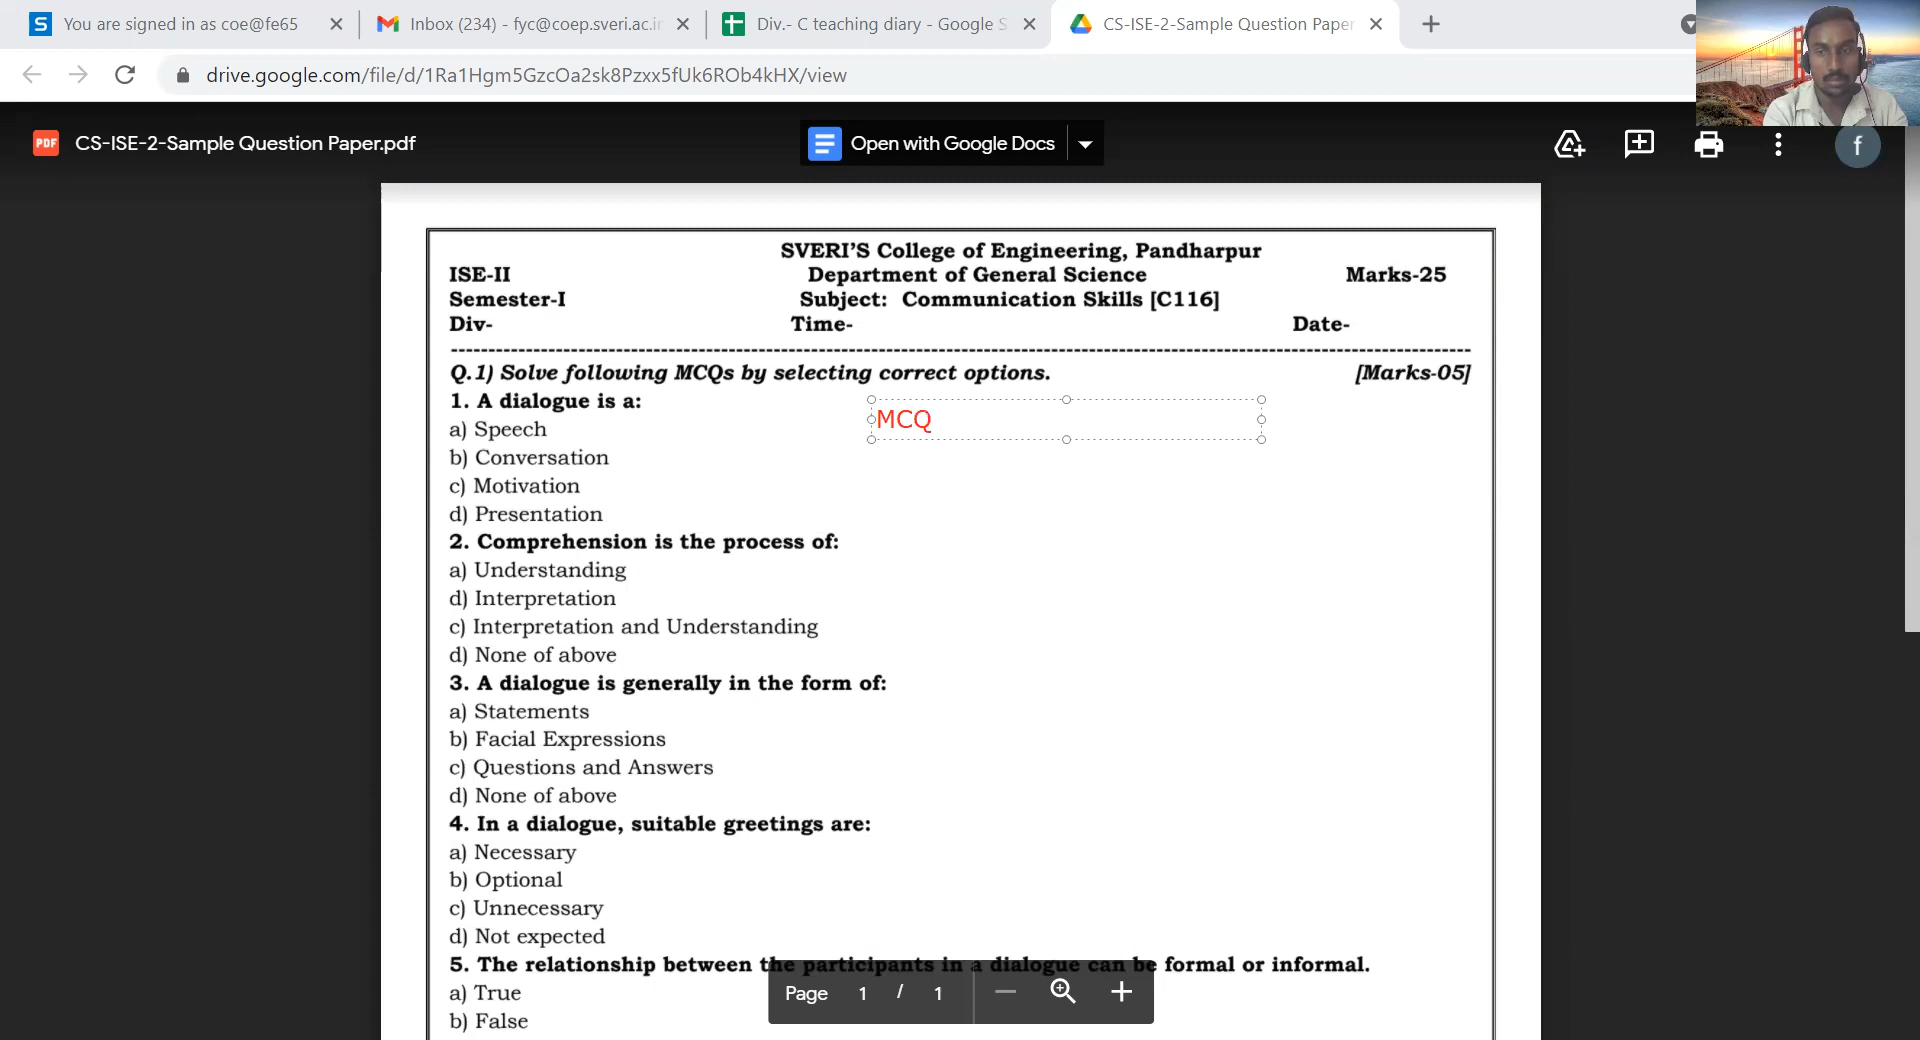 You are signed in as coe@fe65
Inbox (234) - fyc@coep.sveri.ac.in
Div.- C teaching diary - Google S
CS-ISE-2-Sample Question Paper
drive.google.com/file/d/1Ra1Hgm5GzcOa2sk8Pzxx5fUk6ROb4kHX/view
PDF CS-ISE-2-Sample Question Paper.pdf
Open with Google Docs
f
SVERI'S College of Engineering, Pandharpur
ISE-II Department of General Science Marks-25
Semester-I Subject: Communication Skills [C116]
Div- Time- Date-
Q.1) Solve following MCQs by selecting correct options. [Marks-05]
1. A dialogue is a:
MCQ
a) Speech
b) Conversation
c) Motivation
d) Presentation
2. Comprehension is the process of:
a) Understanding
d) Interpretation
c) Interpretation and Understanding
d) None of above
3. A dialogue is generally in the form of:
a) Statements
b) Facial Expressions
c) Questions and Answers
d) None of above
4. In a dialogue, suitable greetings are:
a) Necessary
b) Optional
c) Unnecessary
d) Not expected
5. The relationship between the participants in a dialogue can be formal or informal.
a) True
b) False
Page 1 / 1